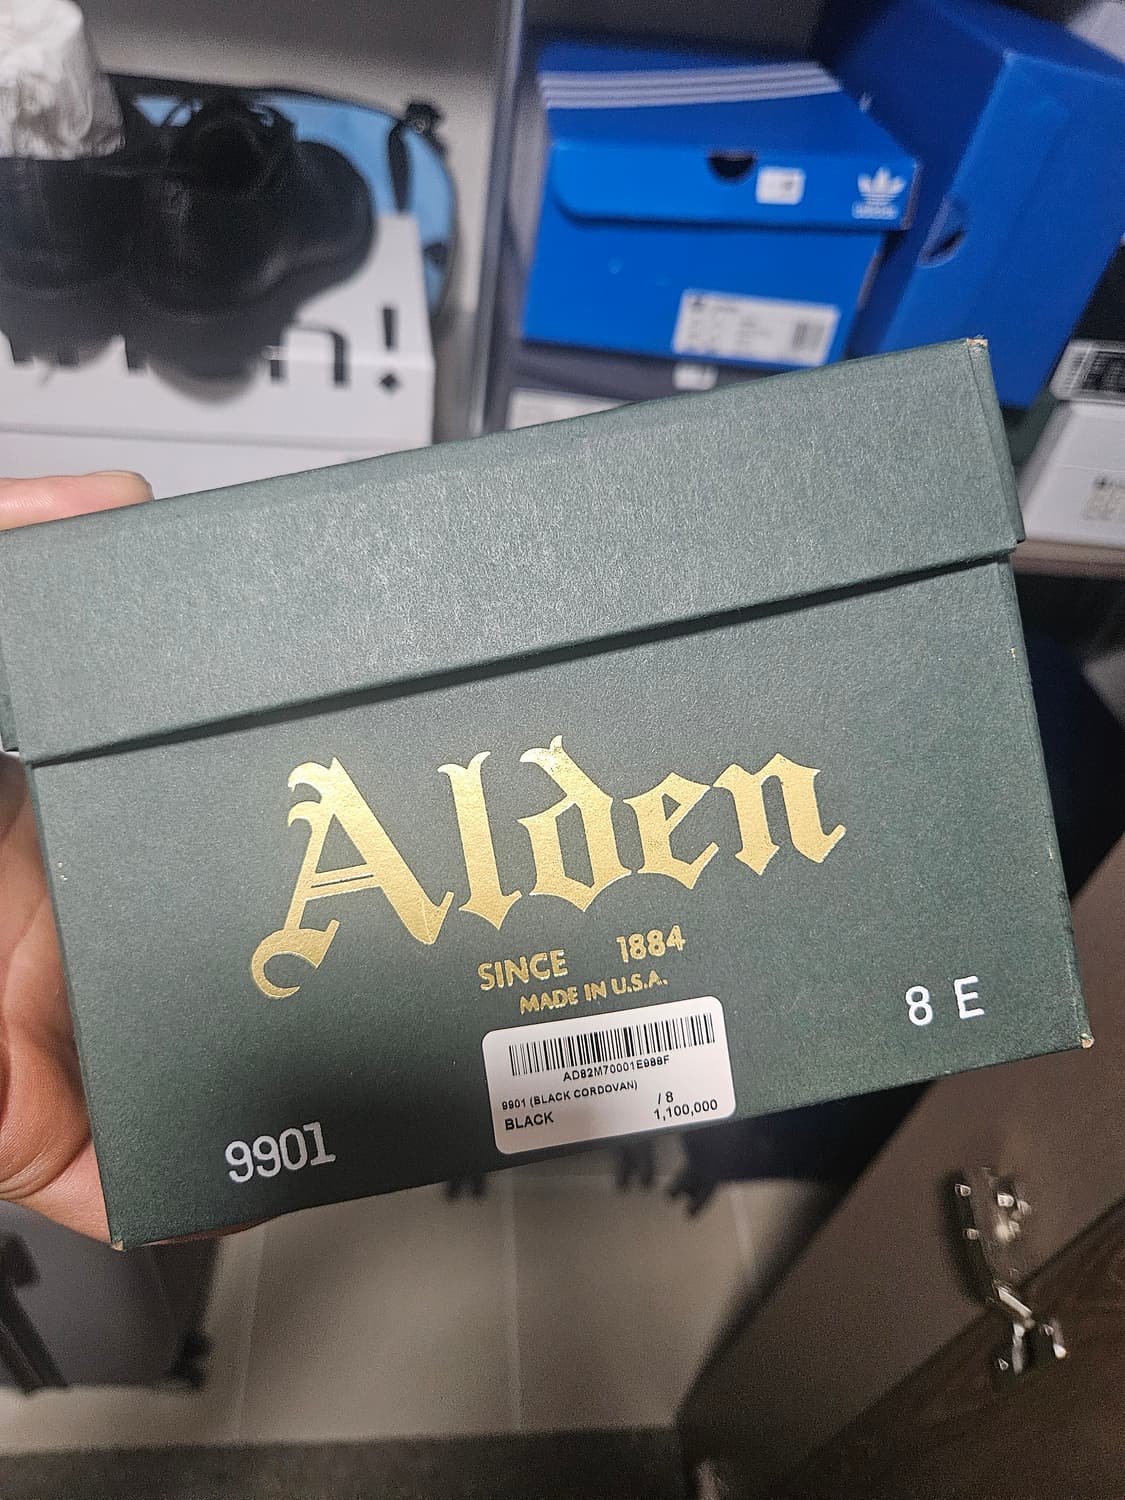 Alden
SINCE 1884
MADE IN U.S.A.
8 E
AD82M70001E988F
9901 (BLACK CORDOVAN)
BLACK
/ 8
1,100,000
9901